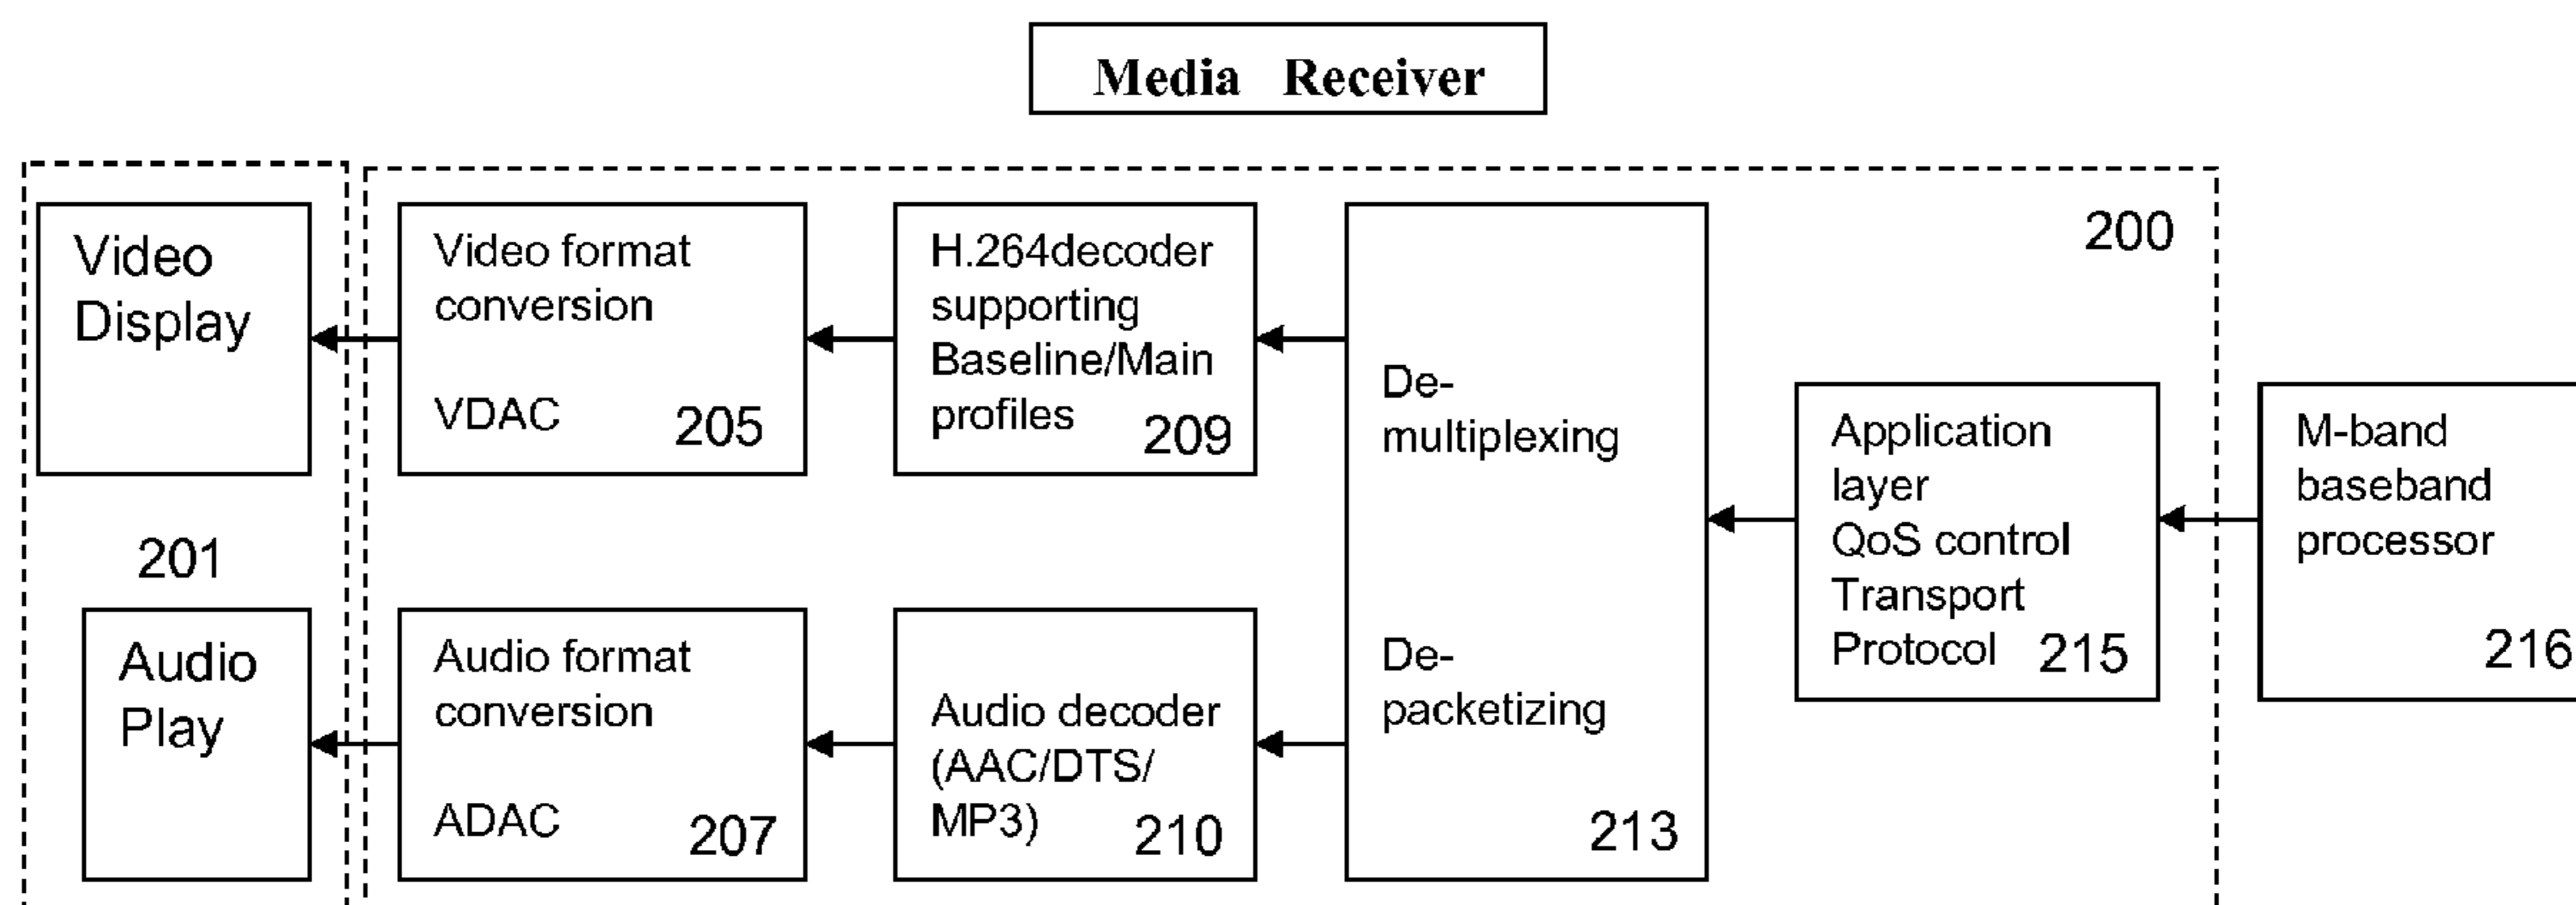 Media Receiver
Video
Display
201
Audio
Play
Video format
conversion
VDAC
205
Audio format
conversion
ADAC
207
H.264decoder
supporting
Baseline/Main
profiles
209
Audio decoder
(AAC/DTS/
MP3)
210
De-
multiplexing
De-
packetizing
213
200
Application
layer
QoS control
Transport
Protocol
215
M-band
baseband
processor
216